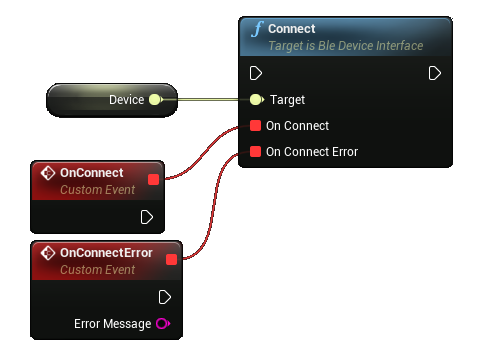 Connect
Target is Ble Device Interface
Device
Target
On Connect
On Connect Error
OnConnect
Custom Event
OnConnectError
Custom Event
Error Message